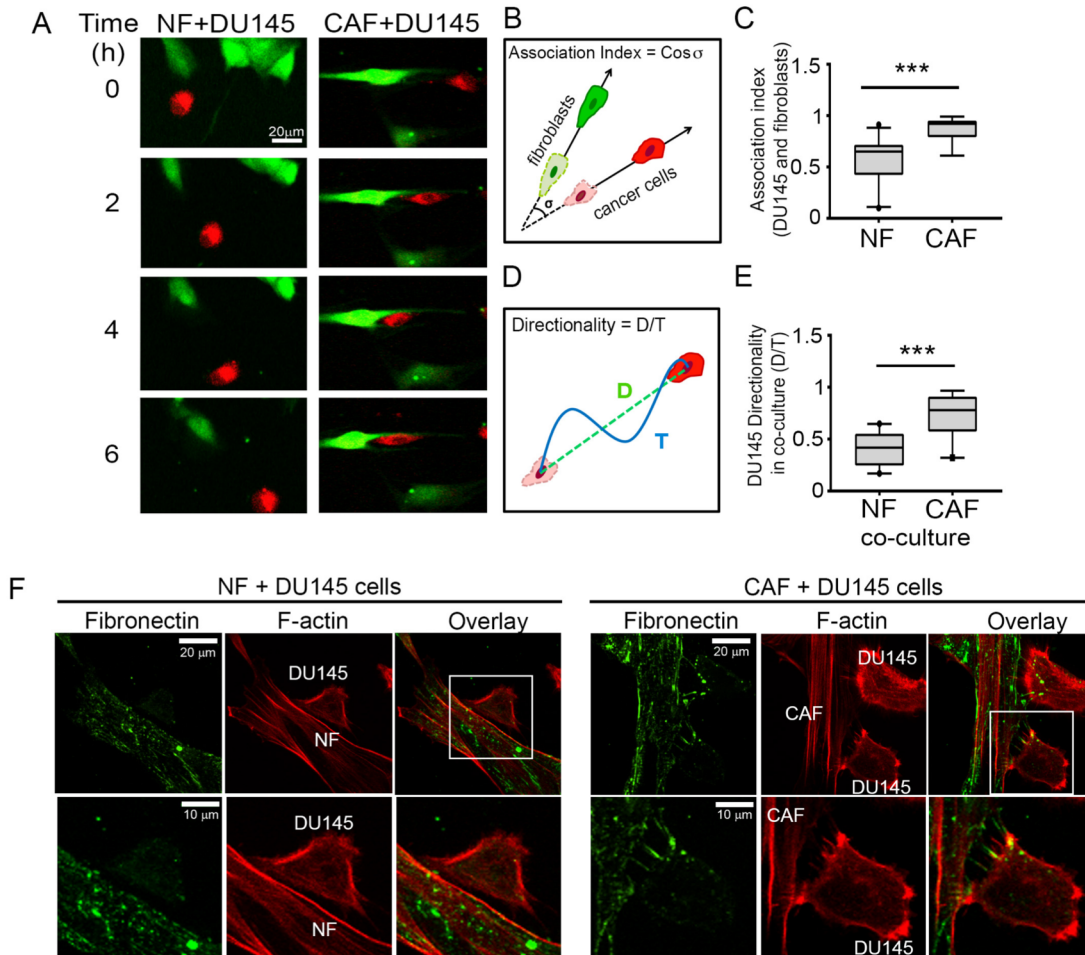 A
Time
(h)
NF+DU145
CAF+DU145
0
20μm
2
4
6
B
Association Index = Cosσ
fibroblasts
cancer cells
σ
C
Association index
(DU145 and fibroblasts)
1.5
1
0.5
0
***
NF
CAF
D
Directionality = D/T
D
T
E
DU145 Directionality
in co-culture (D/T)
1.5
1
0.5
0
***
NF
CAF
co-culture
F
NF + DU145 cells
Fibronectin
F-actin
Overlay
20 μm
DU145
NF
10 μm
DU145
NF
CAF + DU145 cells
Fibronectin
F-actin
Overlay
20 μm
DU145
CAF
DU145
10 μm
CAF
DU145